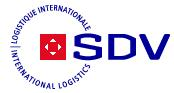 LOGISTIQUE INTERNATIONALE
SDV
INTERNATIONAL LOGISTICS